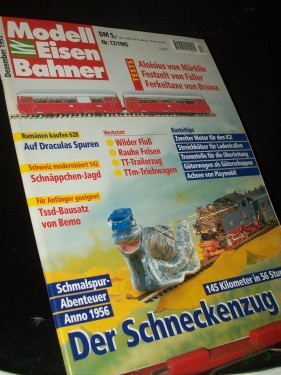 Dezember 1995
Modell
Eisen
Bahner
DM 5,-
Nr. 12/1995
TESTS
Aloisius von Märklin
Festzelt von Faller
Ferkeltaxe von Brawa
Rumänen kaufen 628
Auf Draculas Spuren
Schweiz modernisiert 142
Schnäppchen-Jagd
Für Anfänger geeignet
Tssd-Bausatz
von Bemo
Werkstatt
Wilder Fluß
Rauhe Felsen
TT-Trailerzug
TTm-Triebwagen
Basteltips
Zweiter Motor für den ICE
Streichhölzer für Ladestraßen
Trennstelle für die Oberleitung
Güterwagen als Güterschuppen
Achsen von Playmobil
Schmalspur-
Abenteuer
Anno 1956
145 Kilometer in 56 Stun
Der Schneckenzug